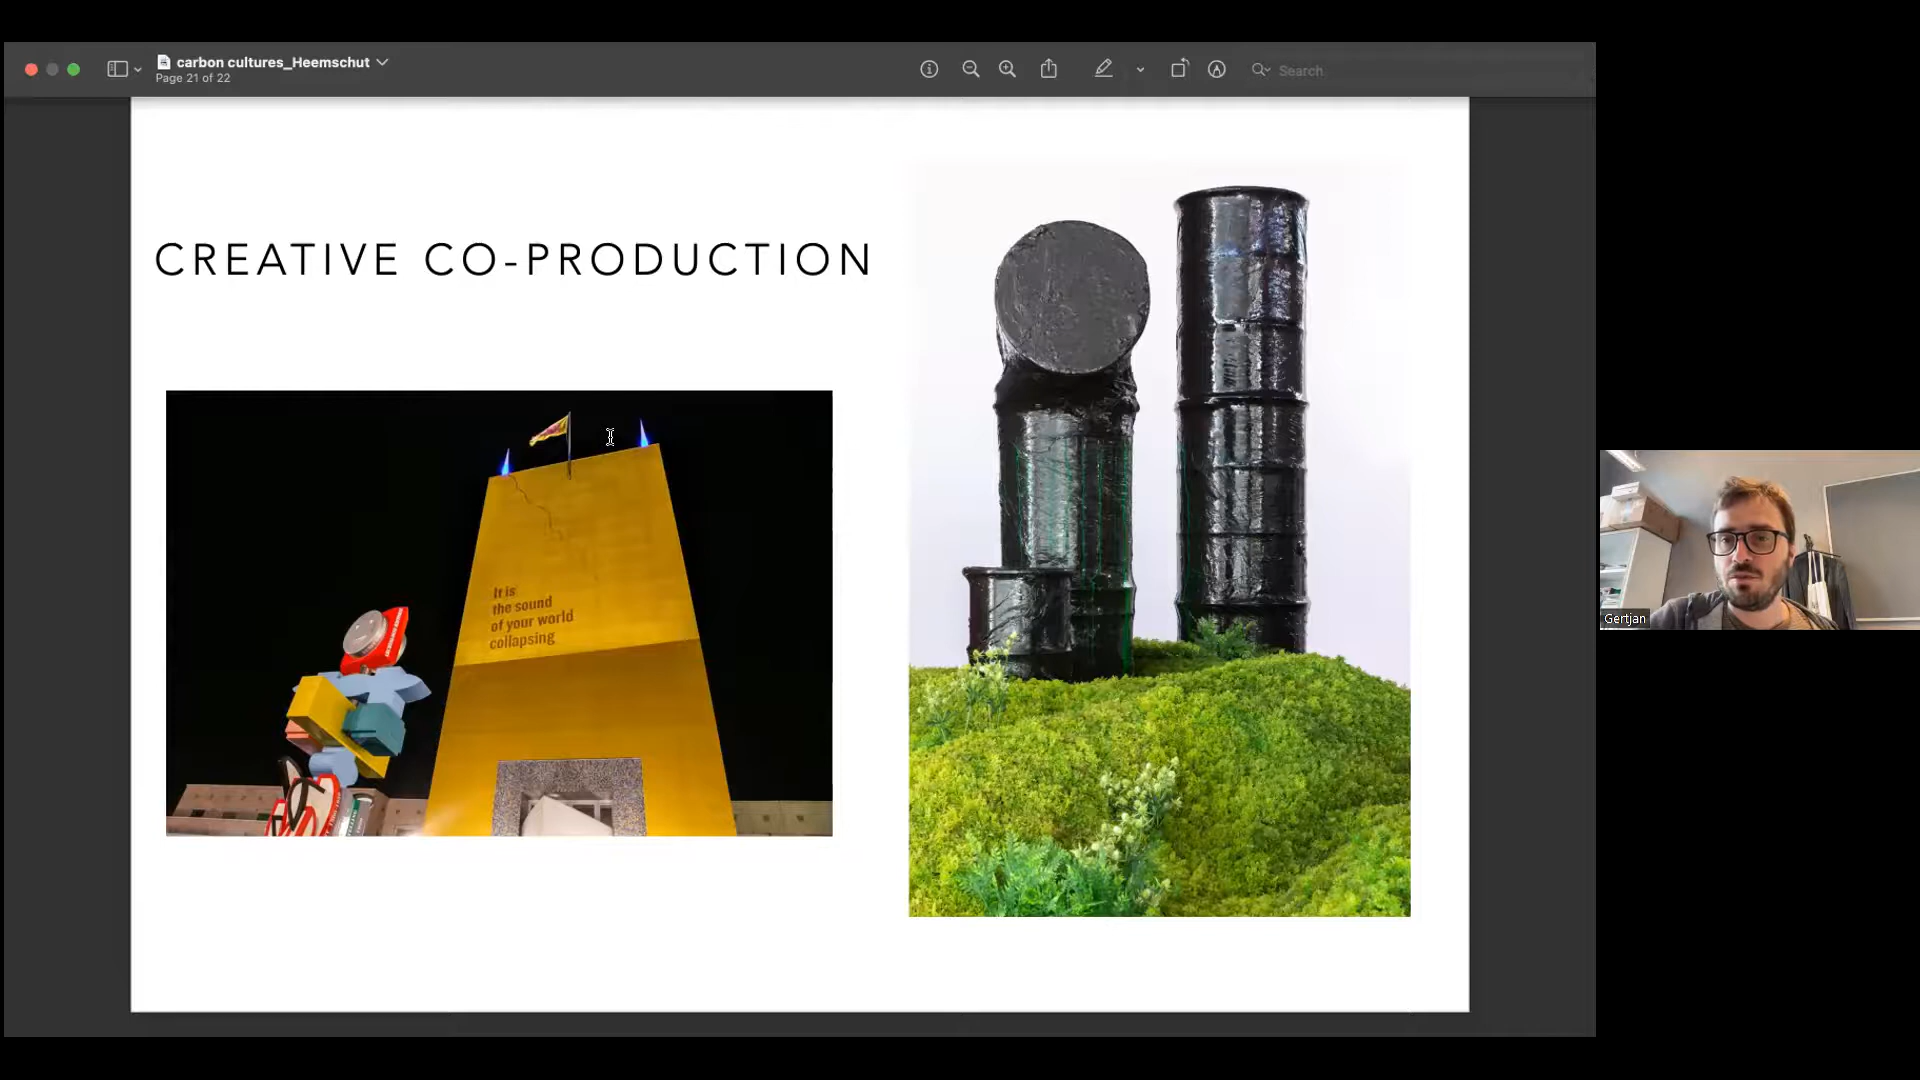 carbon cultures_Heemschut
Page 21 of 22
Search
CREATIVE CO-PRODUCTION
It is
the sound
of your world
collapsing
Gertjan